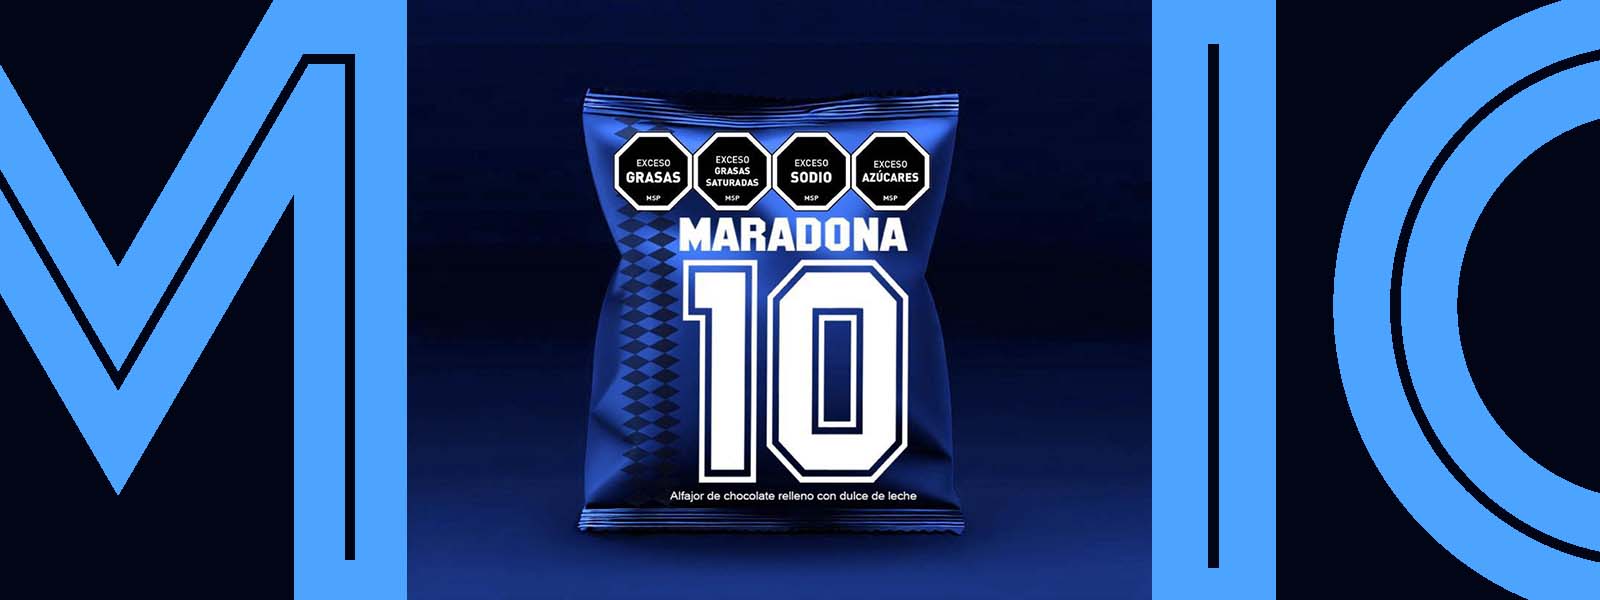 M IO
EXCESO
GRASAS
MSP
EXCESO
GRASAS
SATURADAS
MSP
EXCESO
SODIO
MSP
EXCESO
AZÚCARES
MSP
MARADONA
10
Alfajor de chocolate relleno con dulce de leche